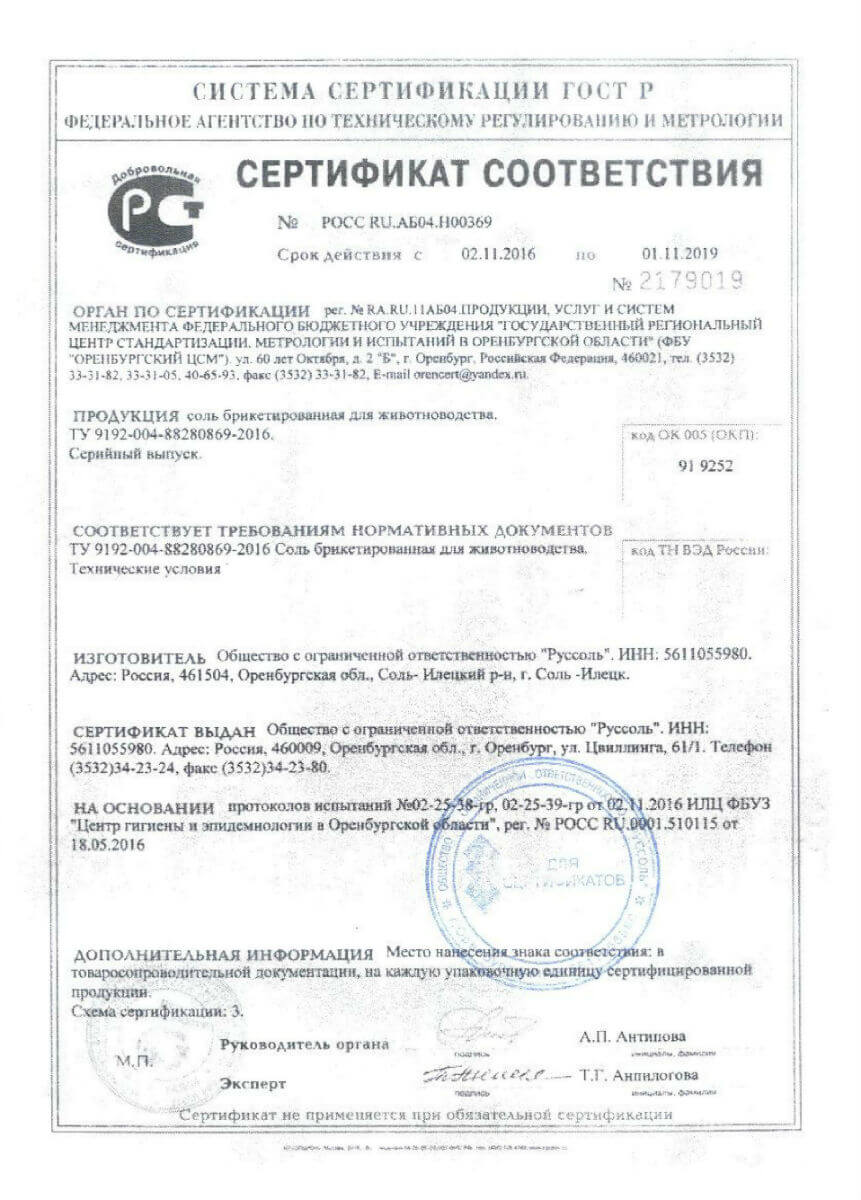 СИСТЕМА СЕРТИФИКАЦИИ ГОСТ Р
ФЕДЕРАЛЬНОЕ АГЕНТСТВО ПО ТЕХНИЧЕСКОМУ РЕГУЛИРОВАНИЮ И МЕТРОЛОГИИ
Добровольная
РСТ
сертификация
СЕРТИФИКАТ СООТВЕТСТВИЯ
№ РОСС RU.АБ04.Н00369
Срок действия с 02.11.2016 по 01.11.2019
№ 2179019
ОРГАН ПО СЕРТИФИКАЦИИ рег. № RA.RU.11АБ04.ПРОДУКЦИИ, УСЛУГ И СИСТЕМ
МЕНЕДЖМЕНТА ФЕДЕРАЛЬНОГО БЮДЖЕТНОГО УЧРЕЖДЕНИЯ "ГОСУДАРСТВЕННЫЙ РЕГИОНАЛЬНЫЙ
ЦЕНТР СТАНДАРТИЗАЦИИ, МЕТРОЛОГИИ И ИСПЫТАНИЙ В ОРЕНБУРГСКОЙ ОБЛАСТИ" (ФБУ
"ОРЕНБУРГСКИЙ ЦСМ"). ул. 60 лет Октября, д. 2 "Б", г. Оренбург, Российская Федерация, 460021, тел. (3532)
33-31-82, 33-31-05, 40-65-93, факс (3532) 33-31-82, E-mail orencert@yandex.ru.
ПРОДУКЦИЯ соль брикетированная для животноводства.
ТУ 9192-004-88280869-2016.
Серийный выпуск.
код ОК 005 (ОКП):
91 9252
СООТВЕТСТВУЕТ ТРЕБОВАНИЯМ НОРМАТИВНЫХ ДОКУМЕНТОВ
ТУ 9192-004-88280869-2016 Соль брикетированная для животноводства.
Технические условия
код ТН ВЭД России:
ИЗГОТОВИТЕЛЬ Общество с ограниченной ответственностью "Руссоль". ИНН: 5611055980.
Адрес: Россия, 461504, Оренбургская обл., Соль- Илецкий р-н, г. Соль -Илецк.
СЕРТИФИКАТ ВЫДАН Общество с ограниченной ответственностью "Руссоль". ИНН:
5611055980. Адрес: Россия, 460009, Оренбургская обл., г. Оренбург, ул. Цвиллинга, 61/1. Телефон
(3532)34-23-24, факс (3532)34-23-80.
НА ОСНОВАНИИ протоколов испытаний №02-25-38-гр, 02-25-39-гр от 02.11.2016 ИЛЦ ФБУЗ
"Центр гигиены и эпидемиологии в Оренбургской области", рег. № РОСС RU.0001.510115 от
18.05.2016
ДЛЯ
СЕРТИФИКАТОВ
ДОПОЛНИТЕЛЬНАЯ ИНФОРМАЦИЯ Место нанесения знака соответствия: в
товаросопроводительной документации, на каждую упаковочную единицу сертифицированной
продукции.
Схема сертификации: 3.
М.П.
Руководитель органа
подпись
А.П. Антипова
инициалы, фамилия
Эксперт
подпись
Т.Г. Анпилогова
инициалы, фамилия
Сертификат не применяется при обязательной сертификации